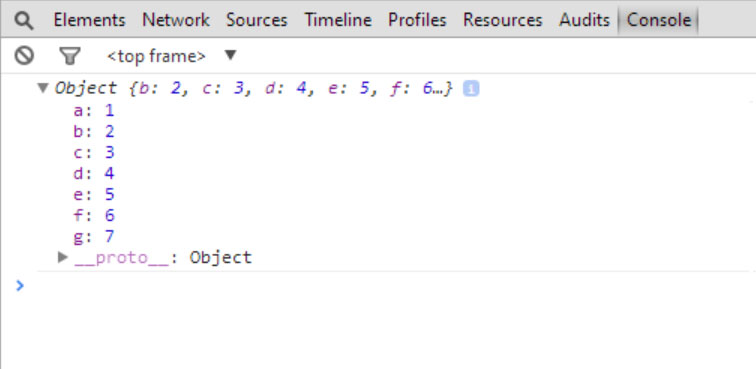 Elements Network Sources Timeline Profiles Resources Audits Console
<top frame> ▼
▼ Object {b: 2, c: 3, d: 4, e: 5, f: 6…} i
a: 1
b: 2
c: 3
d: 4
e: 5
f: 6
g: 7
▶ __proto__: Object
>